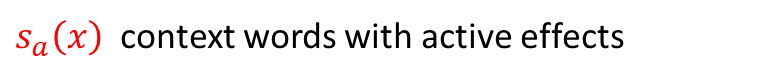 sₐ(x) context words with active effects